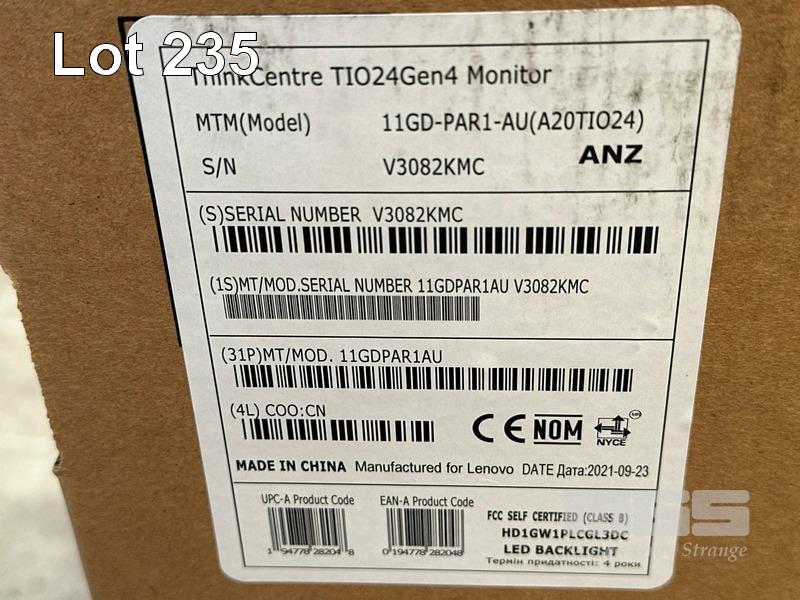 Lot 235
ThinkCentre TIO24Gen4 Monitor
MTM(Model) 11GD-PAR1-AU(A20TIO24)
S/N V3082KMC ANZ
(S)SERIAL NUMBER V3082KMC
(1S)MT/MOD.SERIAL NUMBER 11GDPAR1AU V3082KMC
(31P)MT/MOD. 11GDPAR1AU
(4L) COO:CN
CE NOM NYCE MR
MADE IN CHINA Manufactured for Lenovo DATE Дата:2021-09-23
UPC-A Product Code EAN-A Product Code
1 94778 28204 8 0 194778 282048
FCC SELF CERTIFIED (CLASS B)
HD1GW1PLCGL3DC
LED BACKLIGHT
Термін придатності: 4 роки
Strange